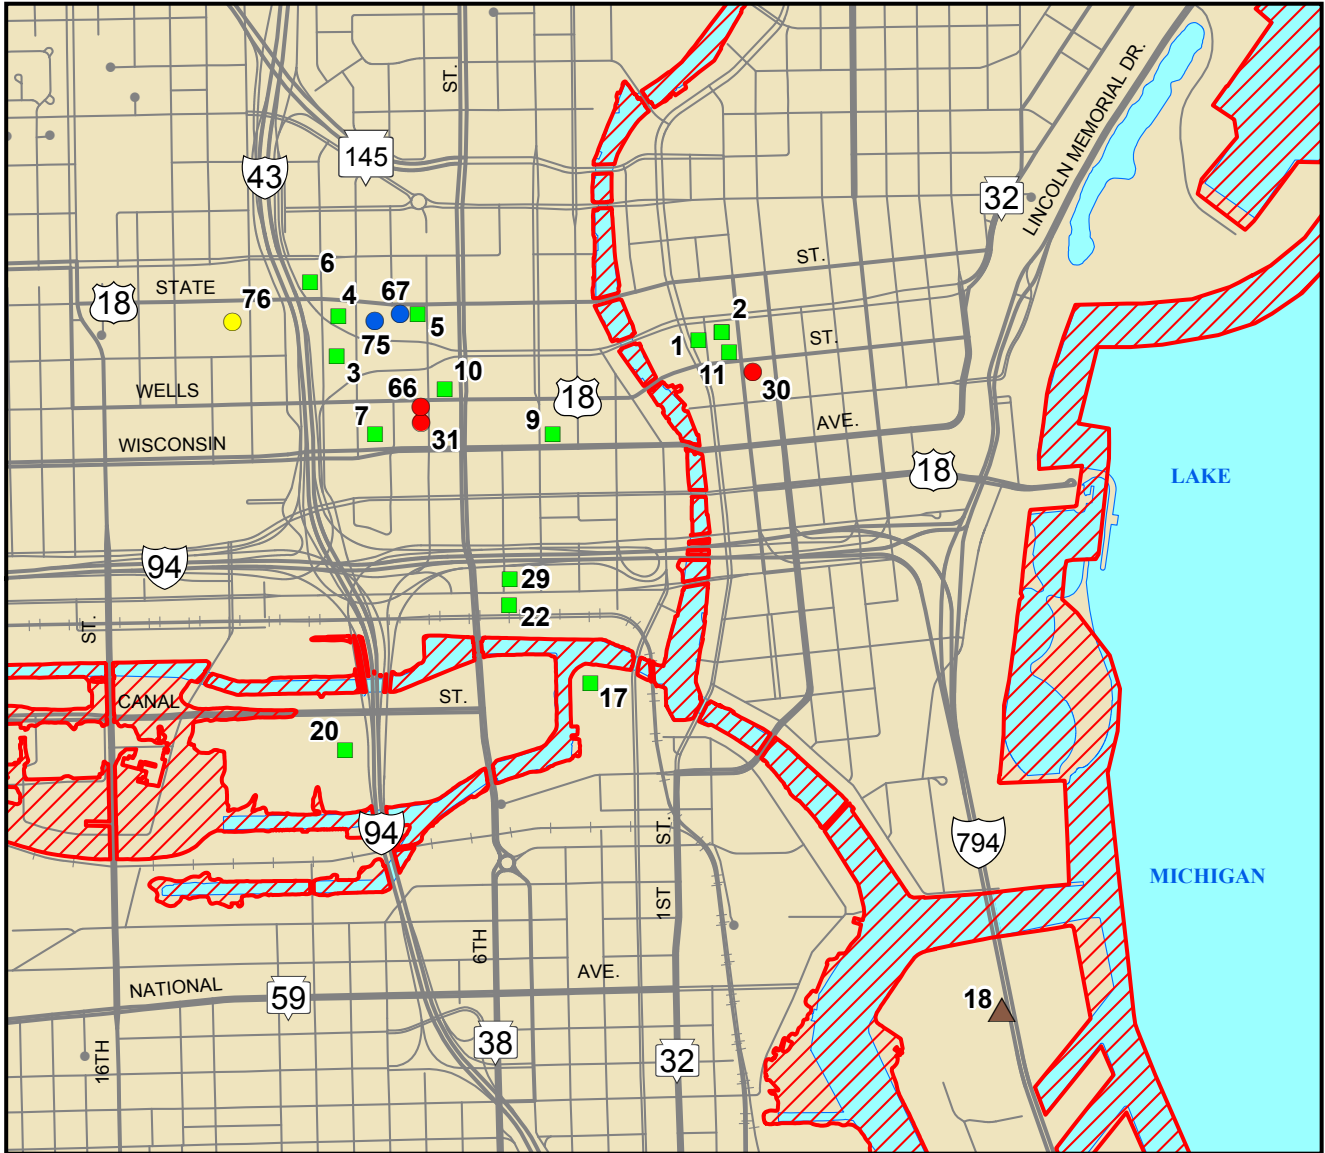 ST.
LINCOLN MEMORIAL DR.
145
43
32
ST.
6
STATE
76
4
67
18
5
2
75
1
ST.
3
10
11
WELLS
66
30
18
7
9
AVE.
WISCONSIN
31
18
LAKE
94
29
22
ST.
CANAL
ST.
17
20
94
ST.
794
MICHIGAN
1ST
6TH
AVE.
NATIONAL
59
18
38
32
16TH